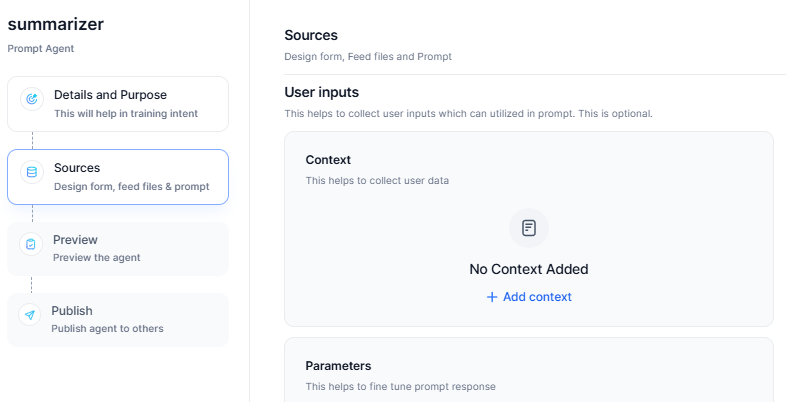 summarizer
Prompt Agent
Details and Purpose
This will help in training intent
Sources
Design form, feed files & prompt
Preview
Preview the agent
Publish
Publish agent to others
Sources
Design form, Feed files and Prompt
User inputs
This helps to collect user inputs which can utilized in prompt. This is optional.
Context
This helps to collect user data
No Context Added
+ Add context
Parameters
This helps to fine tune prompt response